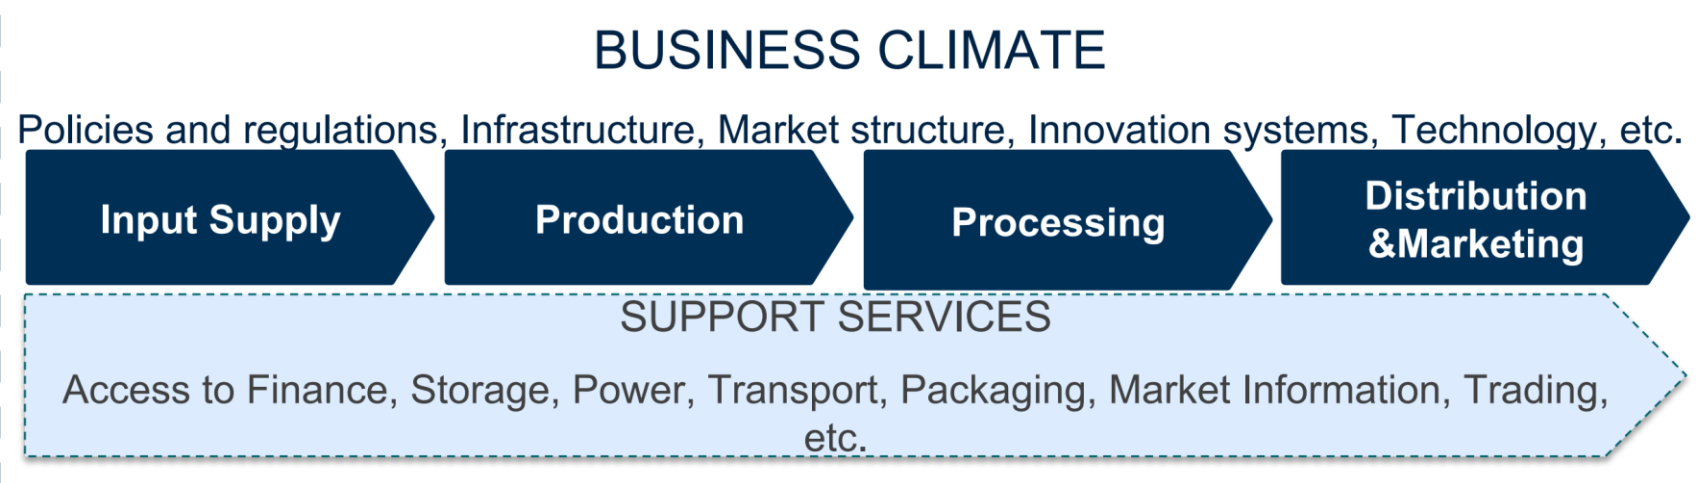 BUSINESS CLIMATE
Policies and regulations, Infrastructure, Market structure, Innovation systems, Technology, etc.
Input Supply
Production
Processing
Distribution
&Marketing
SUPPORT SERVICES
Access to Finance, Storage, Power, Transport, Packaging, Market Information, Trading,
etc.